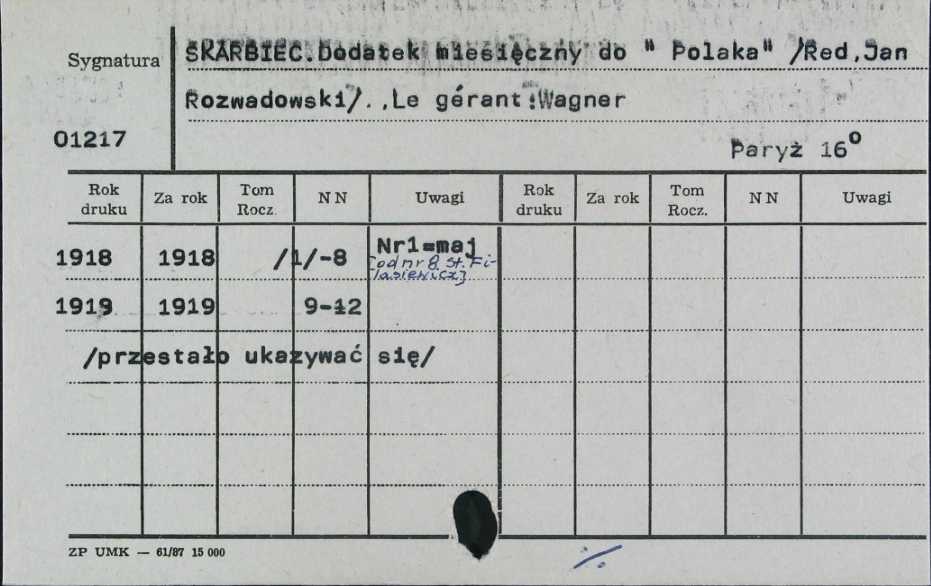 Sygnatura SKARBIEC.Dodatek miesięczny do " Polaka" /Red,Jan
Rozwadowski/.,Le gérant:Wagner
01217
Paryż 16⁰
Rok druku Za rok Tom Rocz. NN Uwagi Rok druku Za rok Tom Rocz. NN Uwagi
1918 1918 /1/-8 Nr1=maj
[od nr 8 St. Fi-
lasiewicz]
1919 1919 9-12
/przestało ukazywać się/
ZP UMK — 61/87 15 000